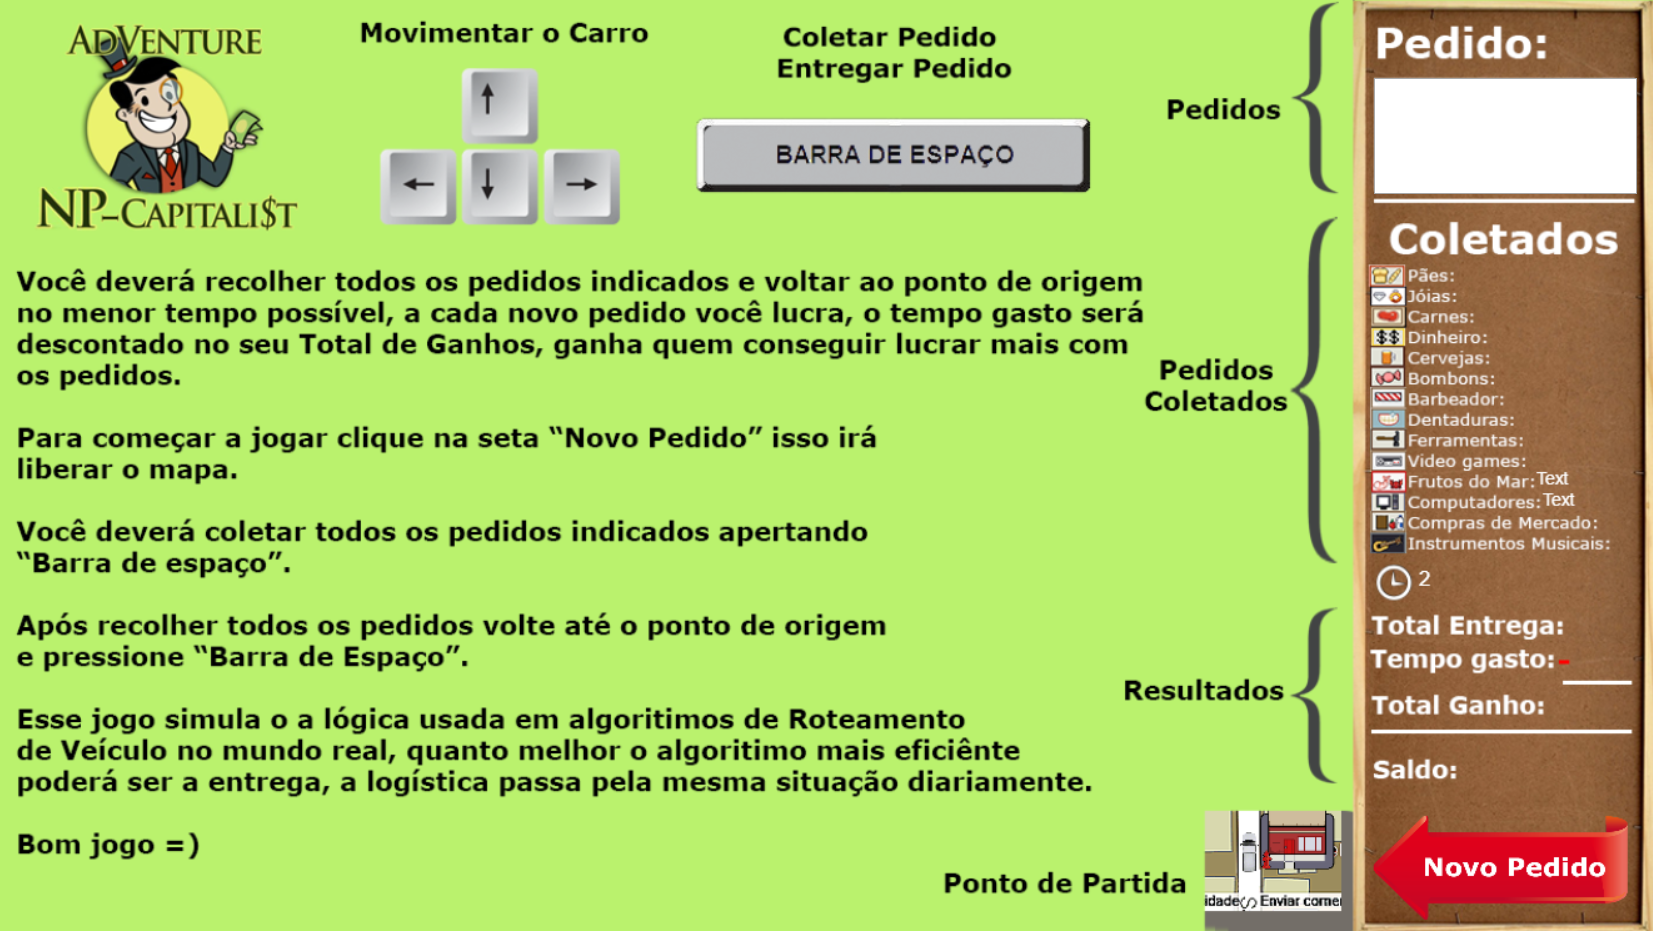 ADVENTURE
NP-CAPITALI$T
Movimentar o Carro
Coletar Pedido
Entregar Pedido
BARRA DE ESPAÇO
Você deverá recolher todos os pedidos indicados e voltar ao ponto de origem
no menor tempo possível, a cada novo pedido você lucra, o tempo gasto será
descontado no seu Total de Ganhos, ganha quem conseguir lucrar mais com
os pedidos.
Para começar a jogar clique na seta “Novo Pedido” isso irá
liberar o mapa.
Você deverá coletar todos os pedidos indicados apertando
“Barra de espaço”.
Após recolher todos os pedidos volte até o ponto de origem
e pressione “Barra de Espaço”.
Esse jogo simula o a lógica usada em algoritimos de Roteamento
de Veículo no mundo real, quanto melhor o algoritimo mais eficiênte
poderá ser a entrega, a logística passa pela mesma situação diariamente.
Bom jogo =)
Ponto de Partida
idade
Enviar comer
Pedidos
Pedidos
Coletados
Resultados
Pedido:
Coletados
Pães:
Jóias:
Carnes:
$$ Dinheiro:
Cervejas:
Bombons:
Barbeador:
Dentaduras:
Ferramentas:
Video games:
Frutos do Mar: Text
Computadores: Text
Compras de Mercado:
Instrumentos Musicais:
2
Total Entrega:
Tempo gasto: -
Total Ganho:
Saldo:
Novo Pedido